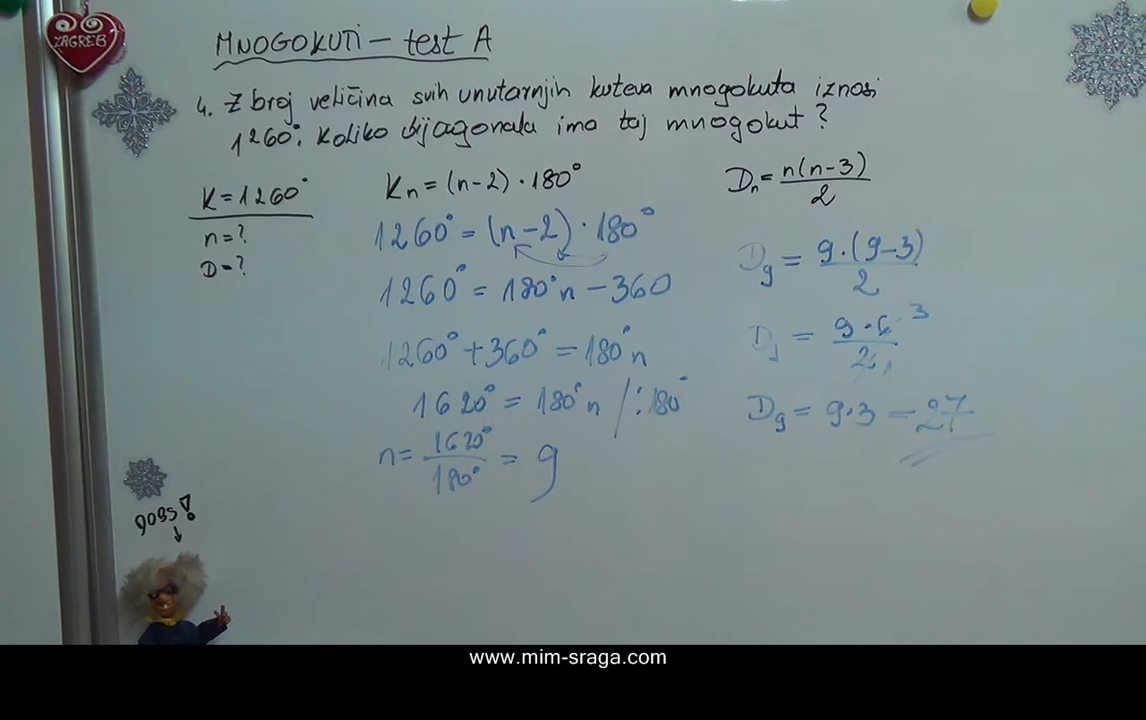 ZAGREB
MNOGOKUTI – test A
4. Zbroj veličina svih unutarnjih kuteva mnogokuta iznosi
1260°. Koliko dijagonala ima taj mnogokut?
K = 1260°
n = ?
D = ?
Kₙ = (n-2) · 180°
1260° = (n-2) · 180°
1260° = 180°n - 360
1260° + 360° = 180°n
1620° = 180°n /:180°
n = 1620°/180° = 9
Dₙ = n(n-3)/2
D₉ = 9·(9-3)/2
D₉ = 9·6 3/2 1
D₉ = 9·3 = 27
www.mim-sraga.com